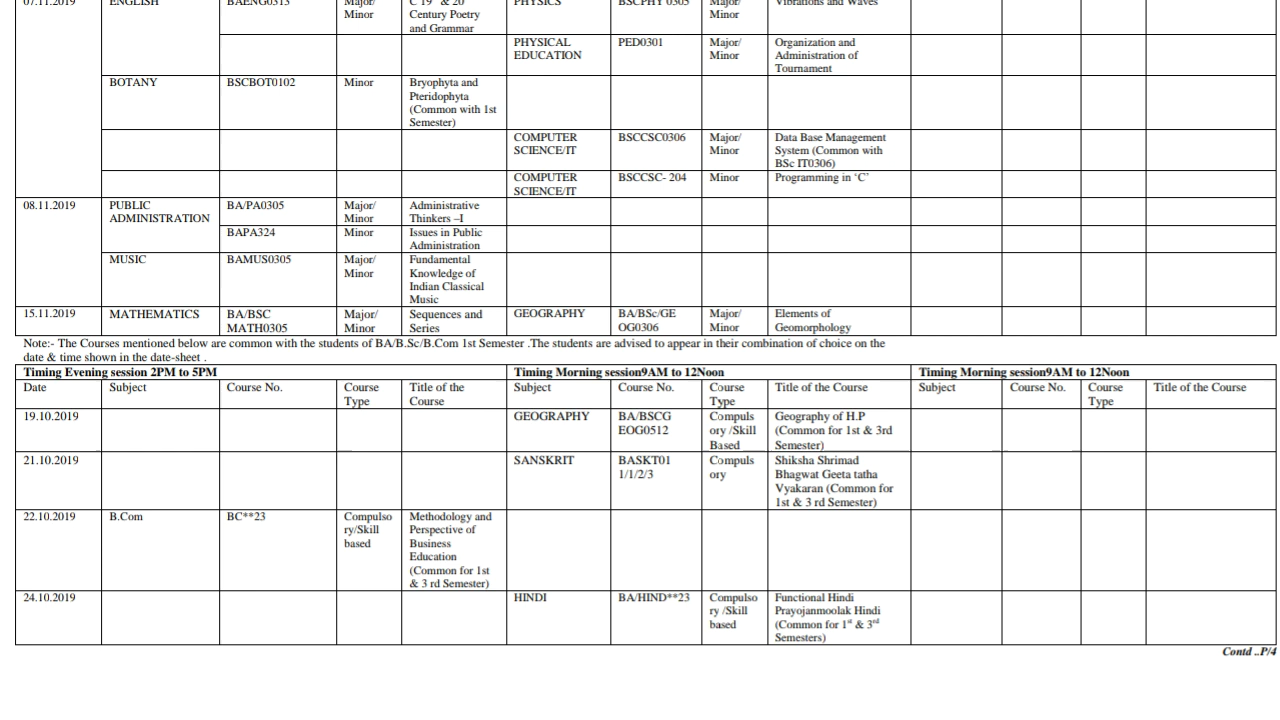 07.11.2019 ENGLISH BAENG0313 Major/ C 19 & 20 PHYSICS BSCPHY 0305 Major/ Vibrations and Waves
Minor Century Poetry Minor
and Grammar
PHYSICAL PED0301 Major/ Organization and
EDUCATION Minor Administration of
Tournament
BOTANY BSCBOT0102 Minor Bryophyta and
Pteridophyta
(Common with 1st
Semester)
COMPUTER BSCCSC0306 Major/ Data Base Management
SCIENCE/IT Minor System (Common with
BSc IT0306)
COMPUTER BSCCSC- 204 Minor Programming in ‘C’
SCIENCE/IT
08.11.2019 PUBLIC BA/PA0305 Major/ Administrative
ADMINISTRATION Minor Thinkers –I
BAPA324 Minor Issues in Public
Administration
MUSIC BAMUS0305 Major/ Fundamental
Minor Knowledge of
Indian Classical
Music
15.11.2019 MATHEMATICS BA/BSC Major/ Sequences and GEOGRAPHY BA/BSc/GE Major/ Elements of
MATH0305 Minor Series OG0306 Minor Geomorphology
Note:- The Courses mentioned below are common with the students of BA/B.Sc/B.Com 1st Semester .The students are advised to appear in their combination of choice on the
date & time shown in the date-sheet .
Timing Evening session 2PM to 5PM Timing Morning session9AM to 12Noon Timing Morning session9AM to 12Noon
Date Subject Course No. Course Title of the Subject Course No. Course Title of the Course Subject Course No. Course Title of the Course
Type Course Type Type
19.10.2019 GEOGRAPHY BA/BSCG Compuls Geography of H.P
EOG0512 ory /Skill (Common for 1st & 3rd
Based Semester)
21.10.2019 SANSKRIT BASKT01 Compuls Shiksha Shrimad
1/1/2/3 ory Bhagwat Geeta tatha
Vyakaran (Common for
1st & 3 rd Semester)
22.10.2019 B.Com BC**23 Compulso Methodology and
ry/Skill Perspective of
based Business
Education
(Common for 1st
& 3 rd Semester)
24.10.2019 HINDI BA/HIND**23 Compulso Functional Hindi
ry /Skill Prayojanmoolak Hindi
based (Common for 1st & 3rd
Semesters)
Contd ..P/4